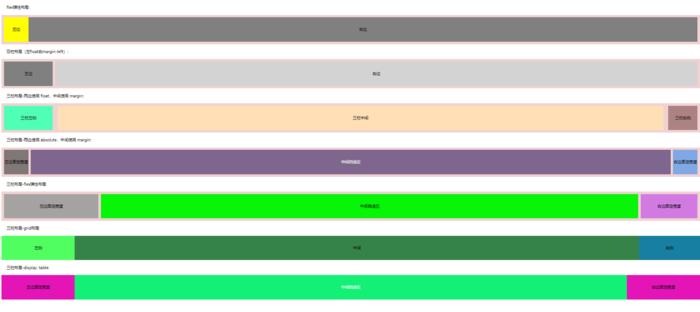 flex弹性布局
左边
右边
双栏布局（左float右margin-left）：
左边
右边
三栏布局-两边使用 float，中间使用 margin:
三栏左侧
三栏中间
三栏右侧
三栏布局-两边使用 absolute，中间使用 margin:
左边固定宽度
中间自适应
右边固定宽度
三栏布局-flex弹性布局
左边固定宽度
中间自适应
右边固定宽度
三栏布局-grid布局
左侧
中间
右侧
三栏布局-display: table
左边固定宽度
中间自适应
右边固定宽度